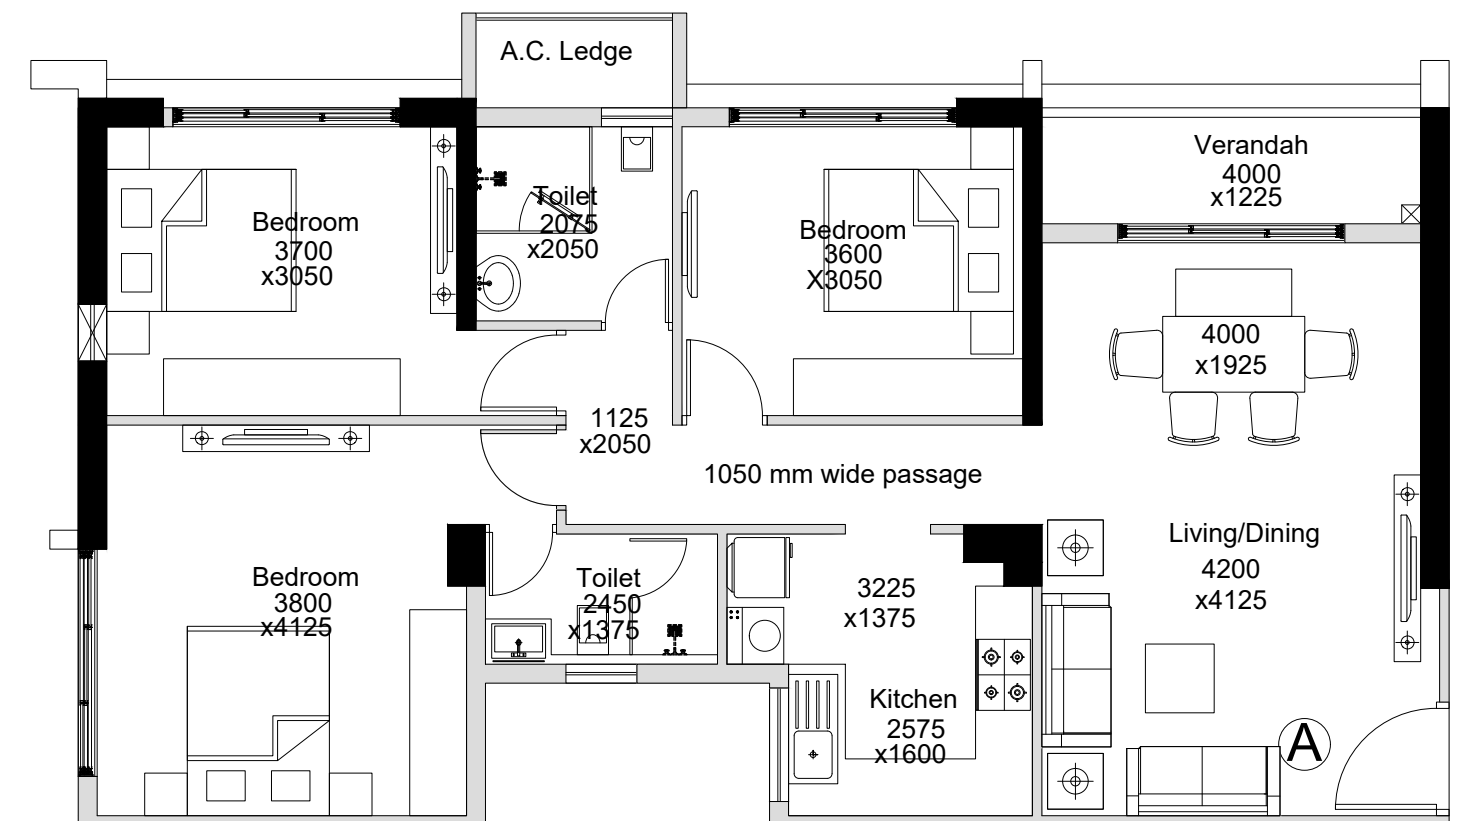 A.C. Ledge
Verandah
4000
x1225
Bedroom
3700
x3050
Toilet
2075
x2050
Bedroom
3600
X3050
4000
x1925
1125
x2050
1050 mm wide passage
Living/Dining
4200
x4125
Bedroom
3800
x4125
Toilet
2450
x1375
3225
x1375
Kitchen
2575
x1600
A